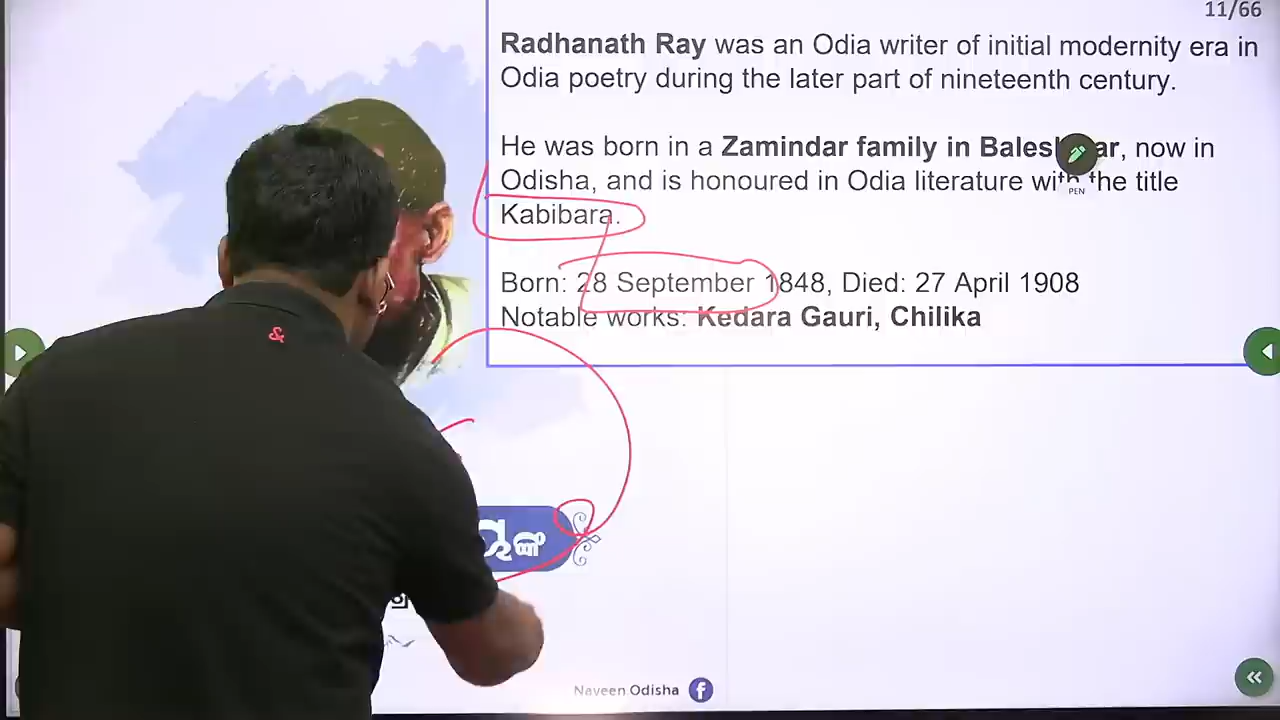 11/66
Radhanath Ray was an Odia writer of initial modernity era in
Odia poetry during the later part of nineteenth century.
He was born in a Zamindar family in Baleshwar, now in
Odisha, and is honoured in Odia literature with the title
Kabibara.
Born: 28 September 1848, Died: 27 April 1908
Notable works: Kedara Gauri, Chilika
PEN
Naveen Odisha